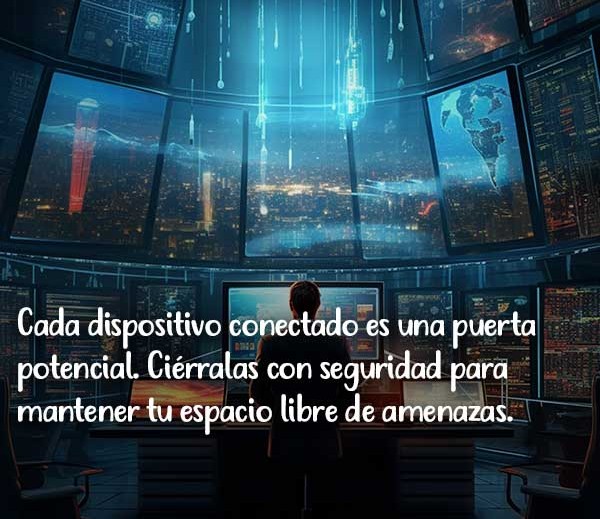 Cada dispositivo conectado es una puerta
potencial. Ciérralas con seguridad para
mantener tu espacio libre de amenazas.